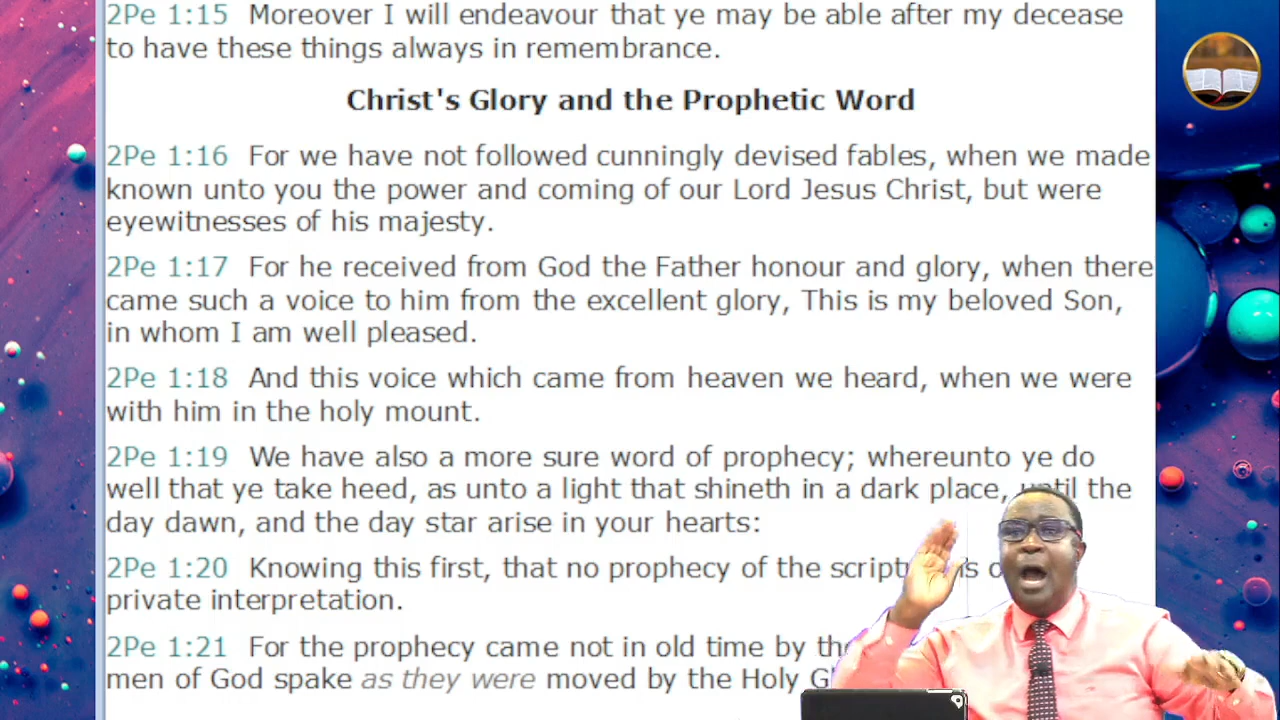 2Pe 1:15 Moreover I will endeavour that ye may be able after my decease
to have these things always in remembrance.
Christ's Glory and the Prophetic Word
2Pe 1:16 For we have not followed cunningly devised fables, when we made
known unto you the power and coming of our Lord Jesus Christ, but were
eyewitnesses of his majesty.
2Pe 1:17 For he received from God the Father honour and glory, when there
came such a voice to him from the excellent glory, This is my beloved Son,
in whom I am well pleased.
2Pe 1:18 And this voice which came from heaven we heard, when we were
with him in the holy mount.
2Pe 1:19 We have also a more sure word of prophecy; whereunto ye do
well that ye take heed, as unto a light that shineth in a dark place, until the
day dawn, and the day star arise in your hearts:
2Pe 1:20 Knowing this first, that no prophecy of the is
private interpretation.
2Pe 1:21 For the prophecy came not in old time by
men of God spake as they were moved by the Holy